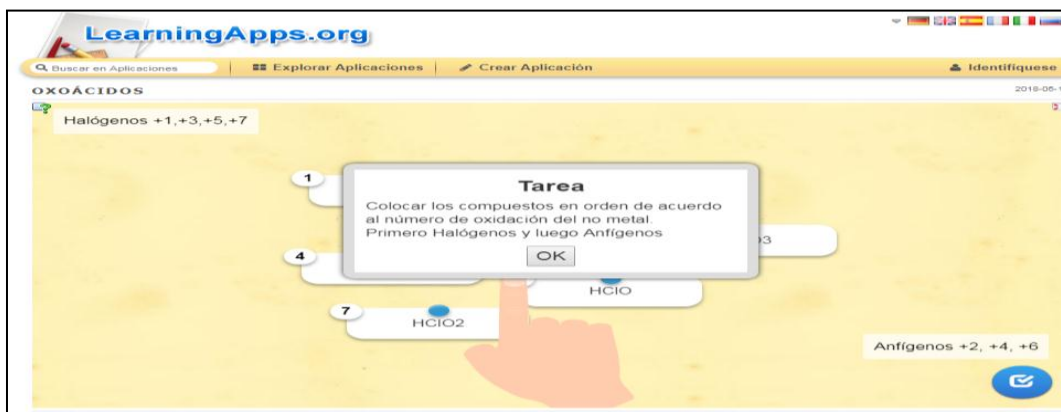 LearningApps.org
Buscar en Aplicaciones
Explorar Aplicaciones
Crear Aplicación
Identifíquese
OXOÁCIDOS
Halógenos +1,+3,+5,+7
1
Tarea
Colocar los compuestos en orden de acuerdo
al número de oxidación del no metal.
Primero Halógenos y luego Anfígenos
OK
4
HClO
7
HClO2
Anfígenos +2, +4, +6